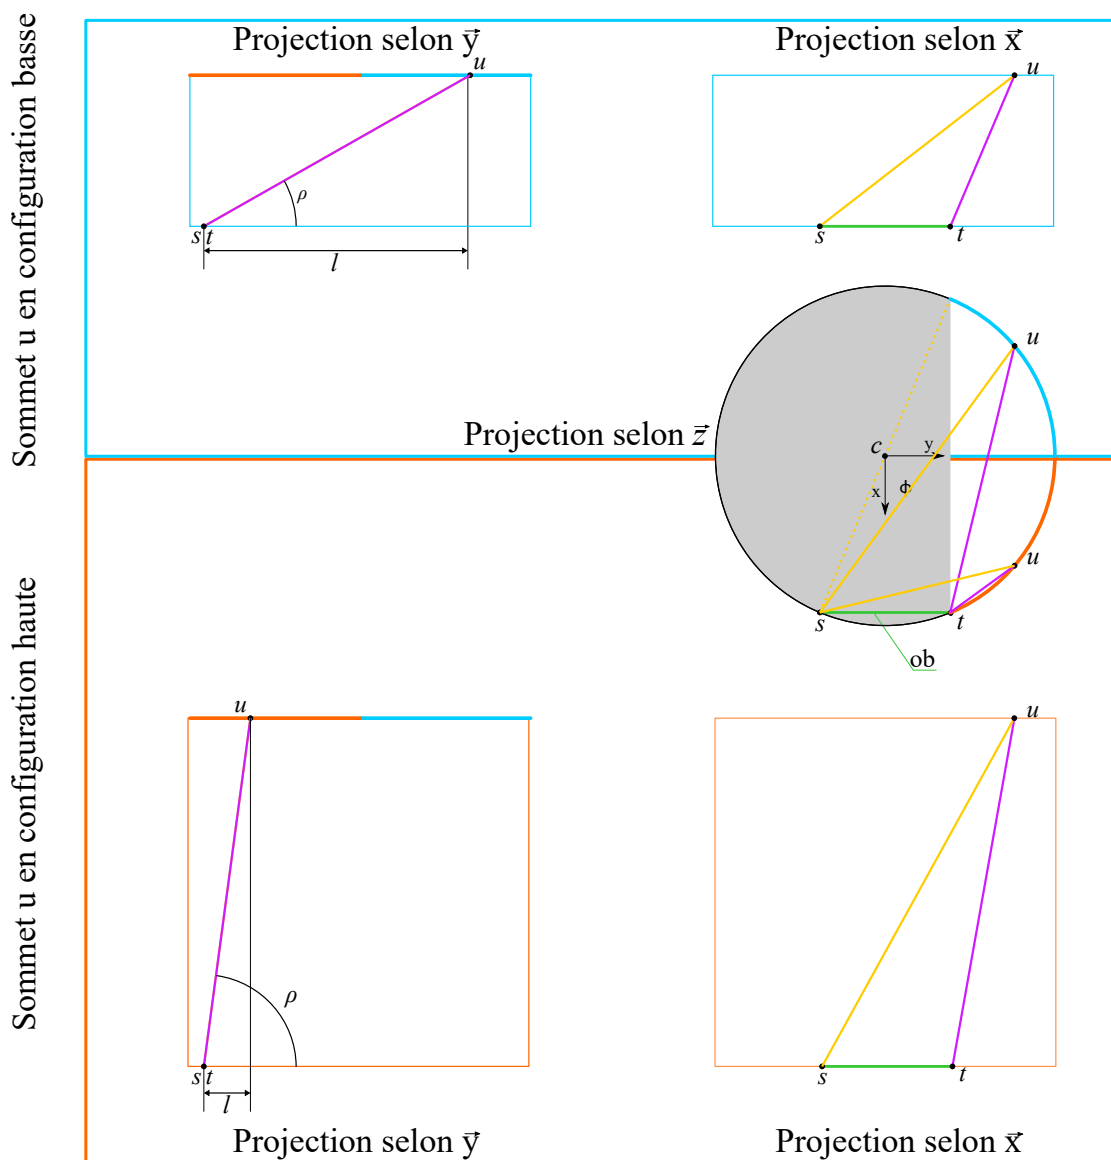 Sommet u en configuration basse
Projection selon y⃗
Projection selon x⃗
u
ρ
s t
l
u
s
t
Projection selon z⃗
u
c
y
x
ϕ
u
s
t
ob
Sommet u en configuration haute
u
ρ
s t
l
Projection selon y⃗
u
s
t
Projection selon x⃗